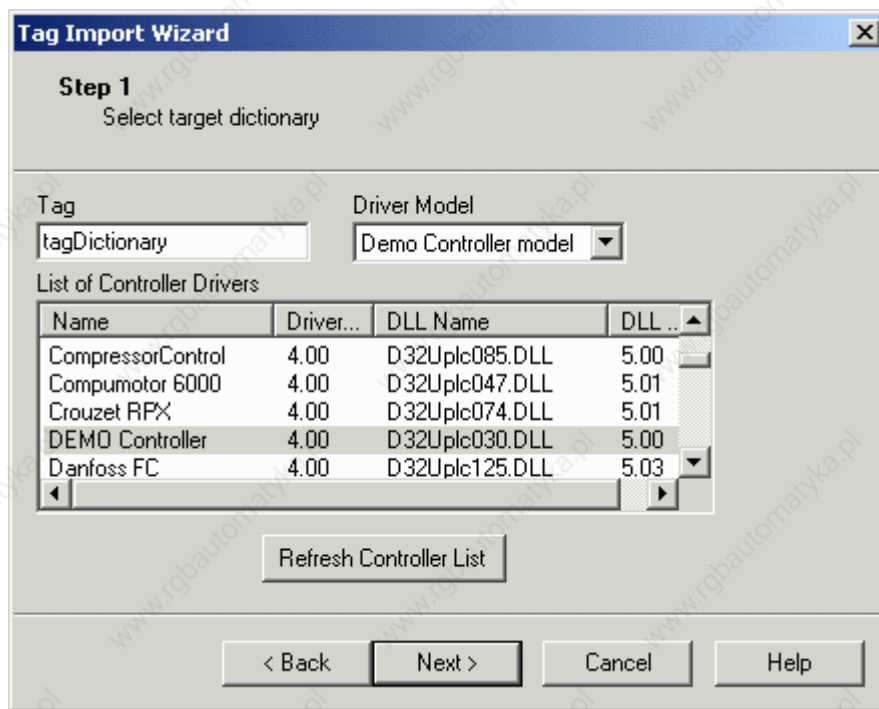 Tag Import Wizard
Step 1
Select target dictionary
Tag Driver Model
tagDictionary Demo Controller model
List of Controller Drivers
Name Driver... DLL Name DLL ..
CompressorControl 4.00 D32Uplc085.DLL 5.00
Compumotor 6000 4.00 D32Uplc047.DLL 5.01
Crouzet RPX 4.00 D32Uplc074.DLL 5.01
DEMO Controller 4.00 D32Uplc030.DLL 5.00
Danfoss FC 4.00 D32Uplc125.DLL 5.03
Refresh Controller List
< Back Next > Cancel Help
www.rgbautomatyka.pl